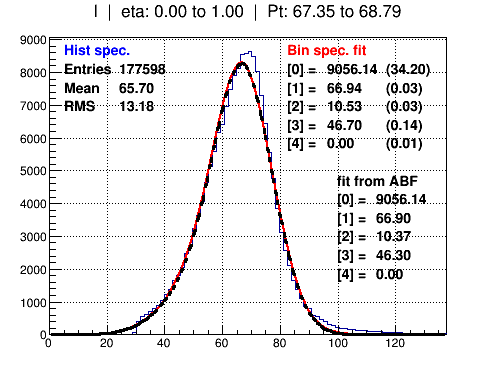 I | eta: 0.00 to 1.00 | Pt: 67.35 to 68.79
Hist spec.
Entries 177598
Mean 65.70
RMS 13.18
Bin spec. fit
[0] = 9056.14 (34.20)
[1] = 66.94 (0.03)
[2] = 10.53 (0.03)
[3] = 46.70 (0.14)
[4] = 0.00 (0.01)
fit from ABF
[0] = 9056.14
[1] = 66.90
[2] = 10.37
[3] = 46.30
[4] = 0.00
9000
8000
7000
6000
5000
4000
3000
2000
1000
0
0 20 40 60 80 100 120